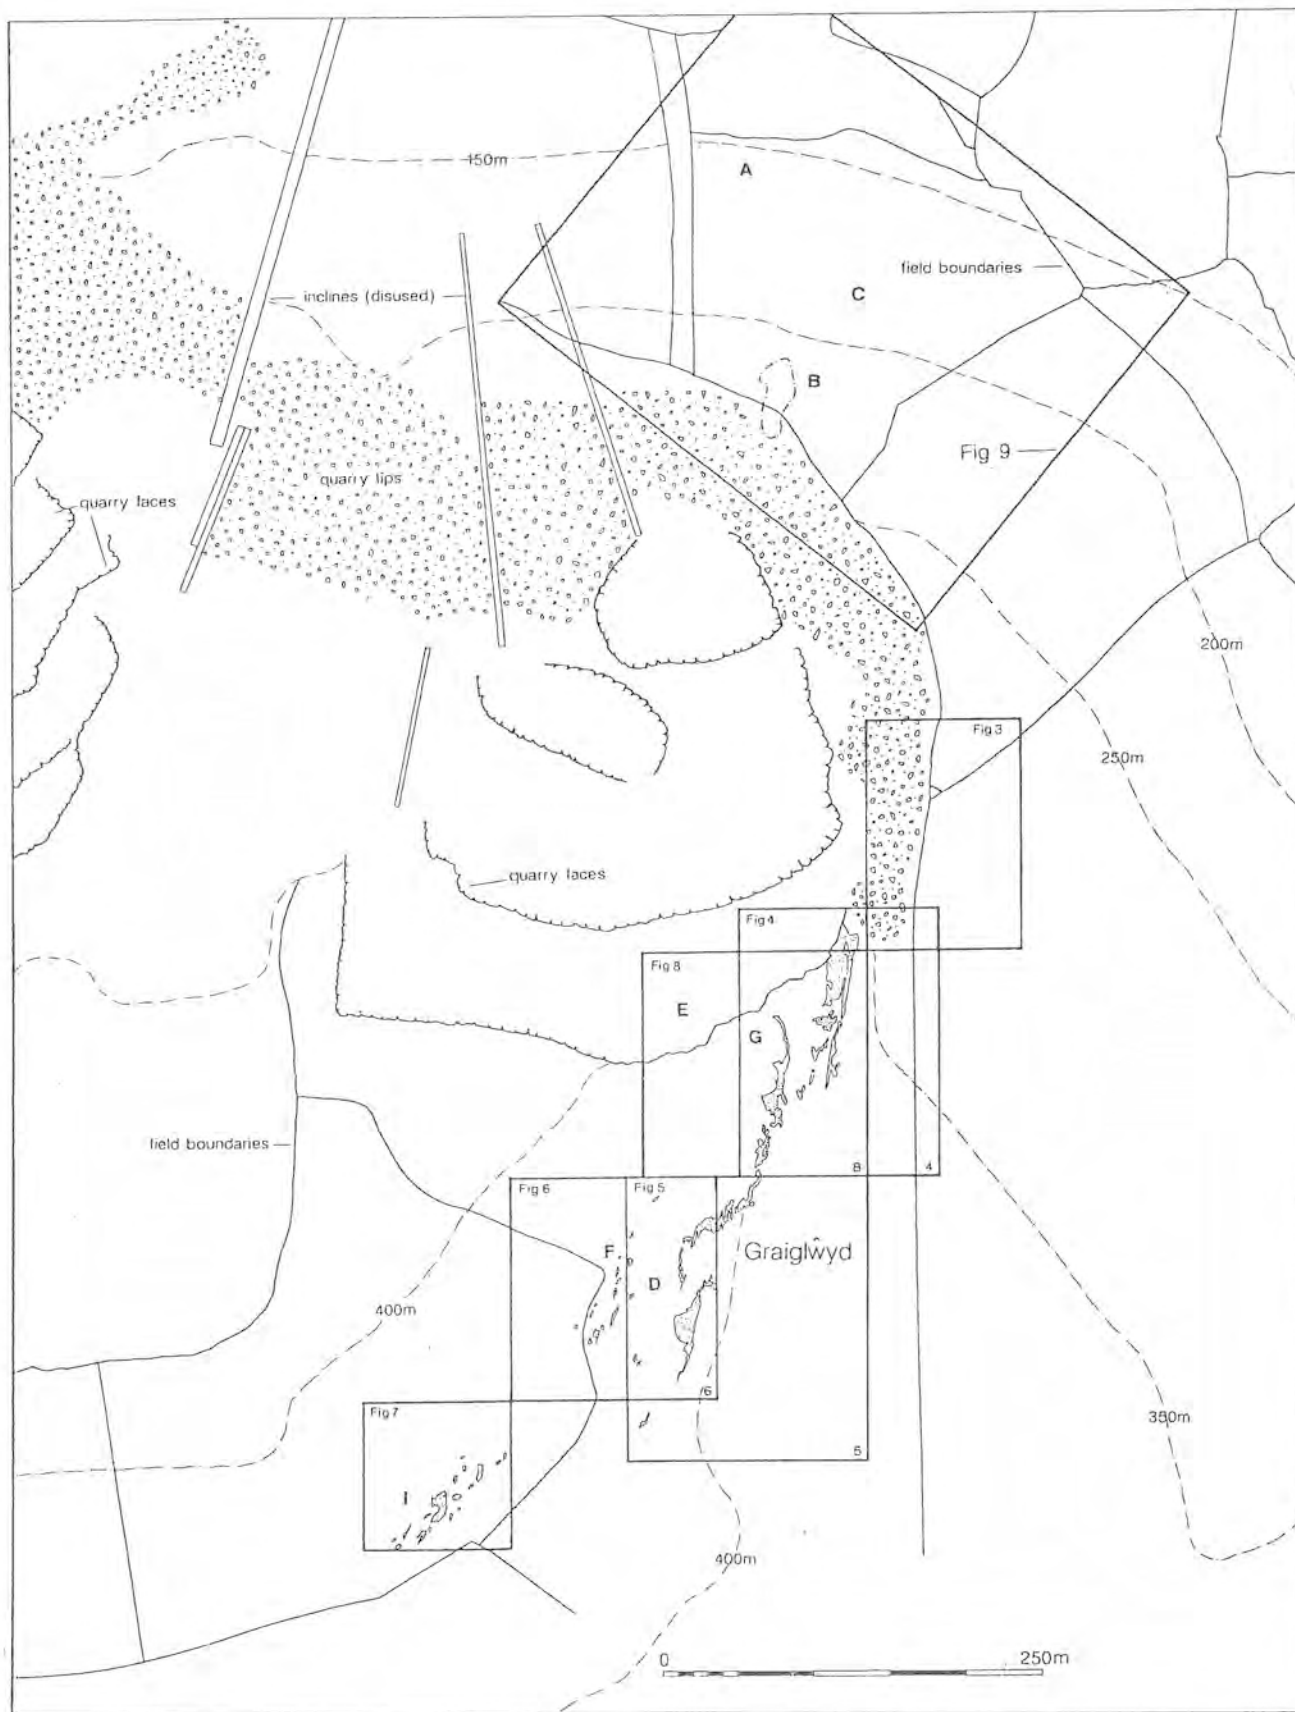 150m
A
field boundaries
inclines (disused)
C
B
Fig 9
quarry tips
quarry faces
200m
Fig 3
250m
quarry faces
Fig 4
Fig 8
E
G
field boundaries
8
4
Fig 6
Fig 5
F
D
Graiglŵyd
400m
6
Fig 7
350m
5
I
400m
0
250m